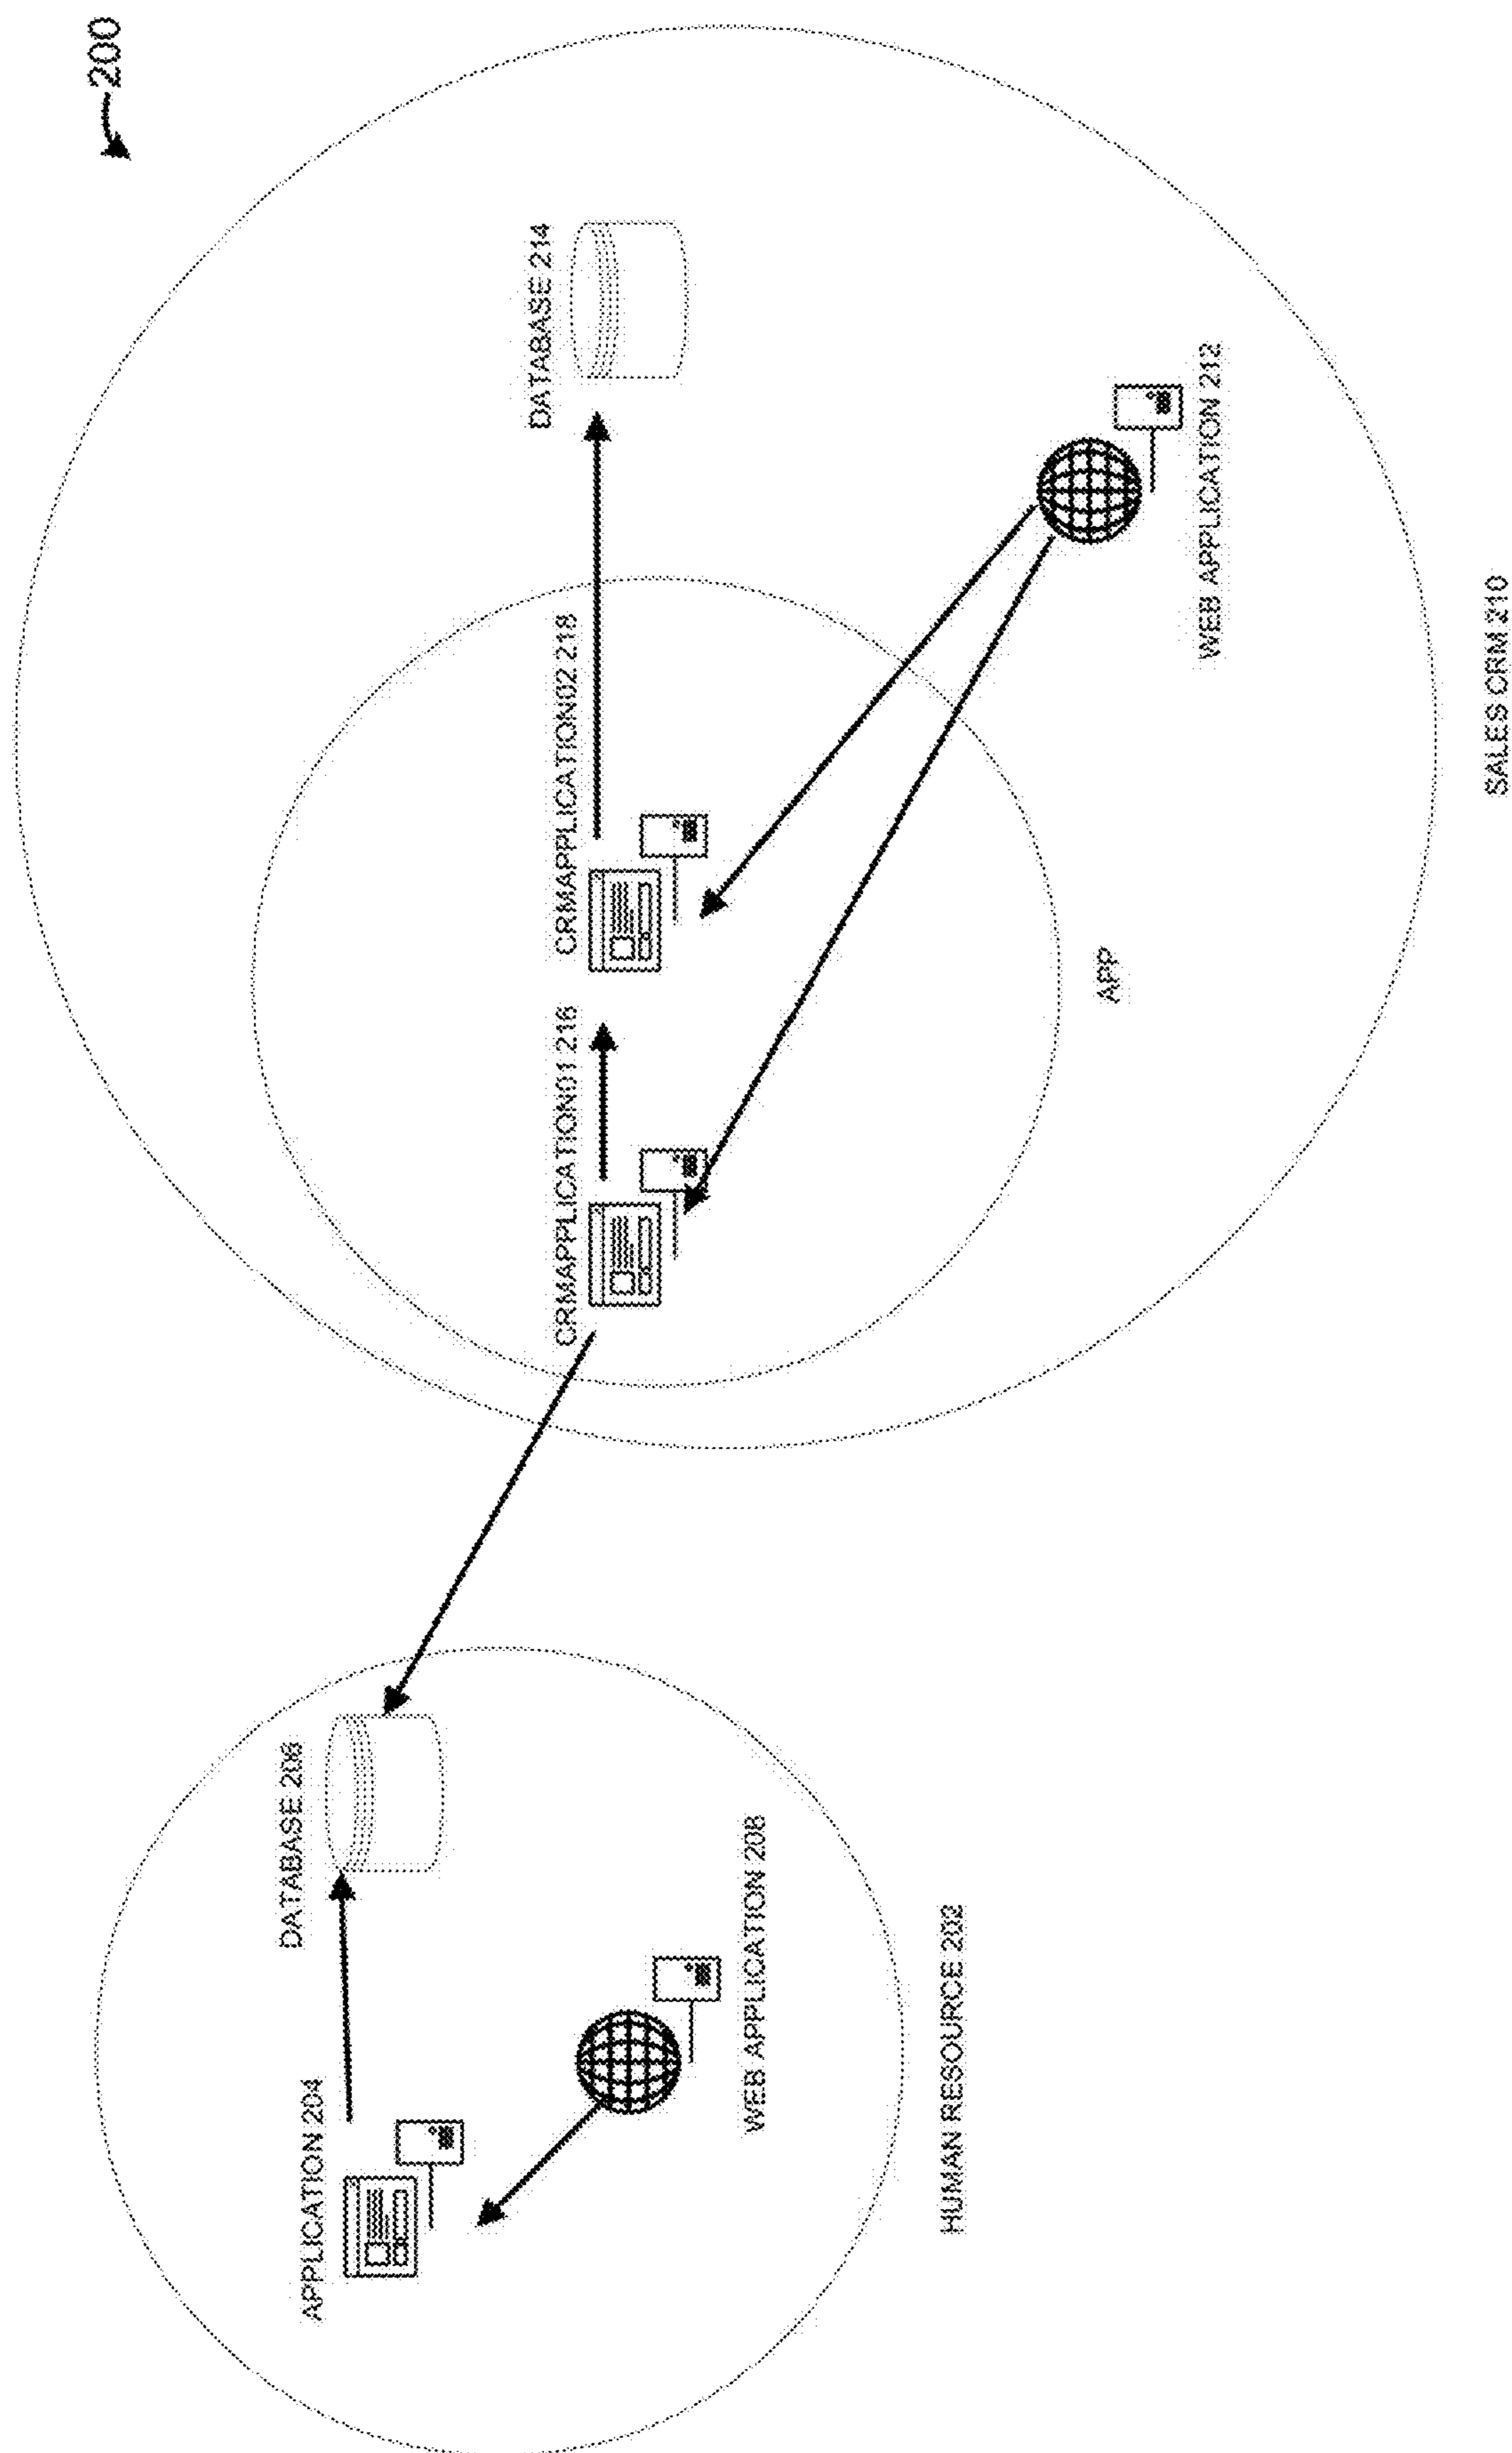 200
APPLICATION 204
DATABASE 206
WEB APPLICATION 208
HUMAN RESOURCE 202
CRMAPPLICATION01 216
CRMAPPLICATION02 218
DATABASE 214
APP
WEB APPLICATION 212
SALES CRM 210